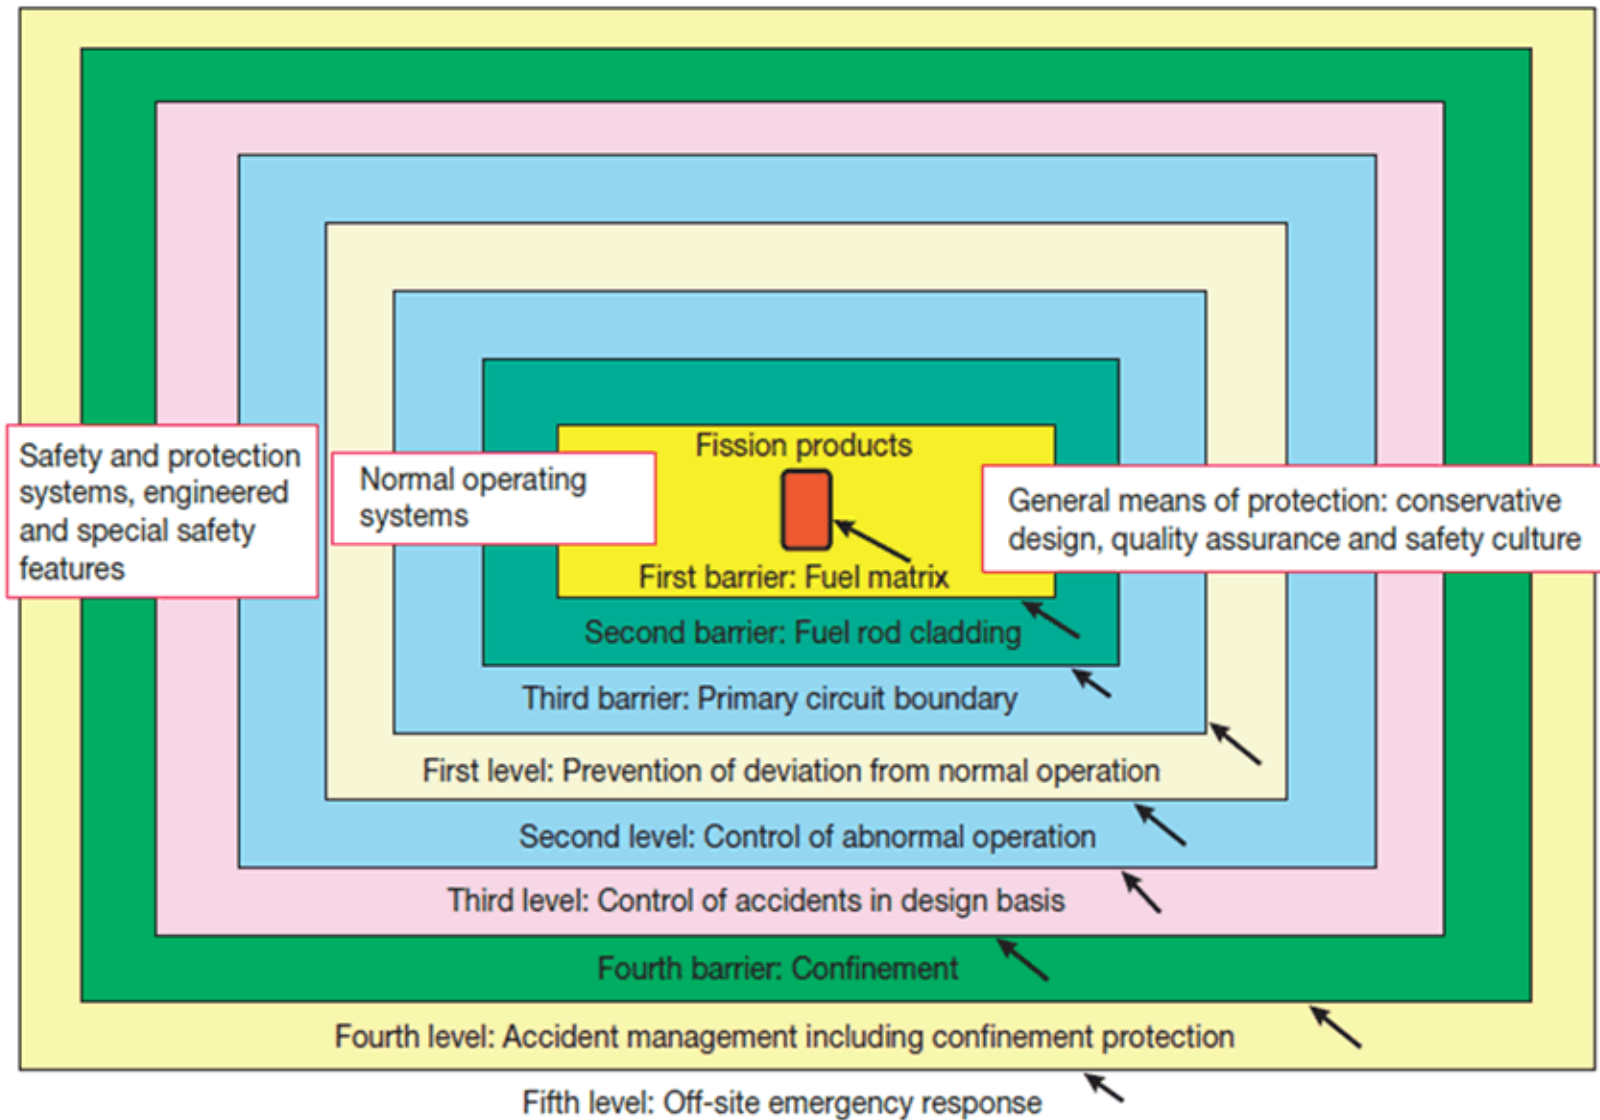 Fission products
Safety and protection
systems, engineered
and special safety
features
Normal operating
systems
General means of protection: conservative
design, quality assurance and safety culture
First barrier: Fuel matrix
Second barrier: Fuel rod cladding
Third barrier: Primary circuit boundary
First level: Prevention of deviation from normal operation
Second level: Control of abnormal operation
Third level: Control of accidents in design basis
Fourth barrier: Confinement
Fourth level: Accident management including confinement protection
Fifth level: Off-site emergency response